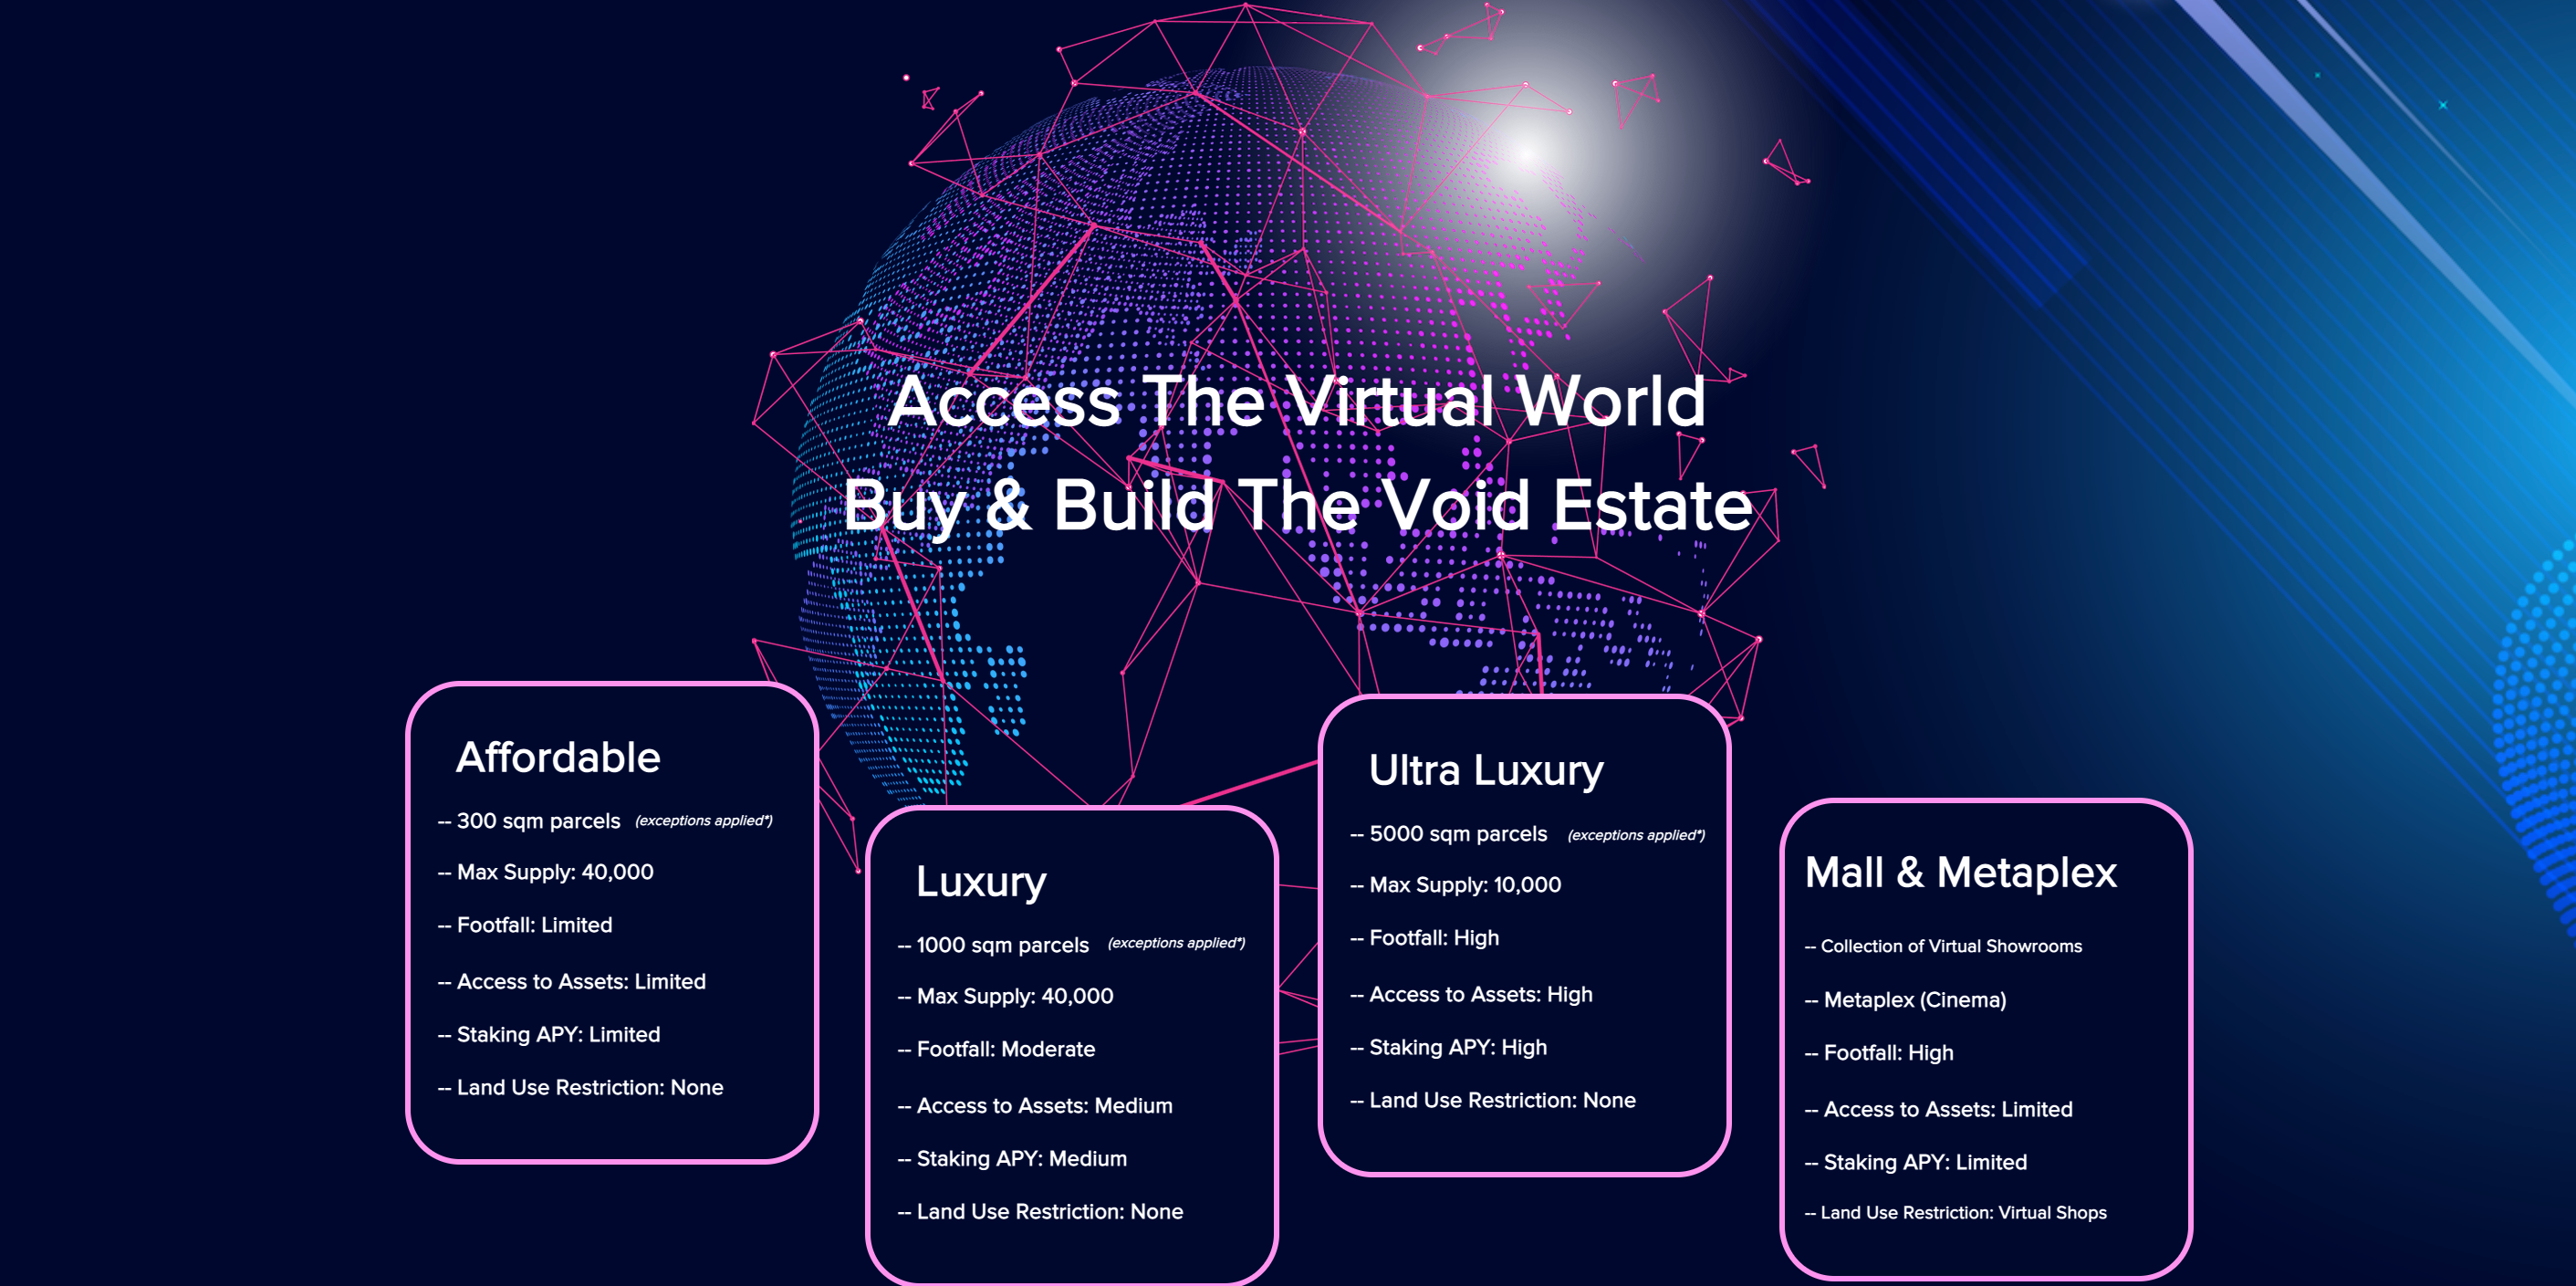 Access The Virtual World
Buy & Build The Void Estate
Affordable
-- 300 sqm parcels (exceptions applied*)
-- Max Supply: 40,000
-- Footfall: Limited
-- Access to Assets: Limited
-- Staking APY: Limited
-- Land Use Restriction: None
Luxury
-- 1000 sqm parcels (exceptions applied*)
-- Max Supply: 40,000
-- Footfall: Moderate
-- Access to Assets: Medium
-- Staking APY: Medium
-- Land Use Restriction: None
Ultra Luxury
-- 5000 sqm parcels (exceptions applied*)
-- Max Supply: 10,000
-- Footfall: High
-- Access to Assets: High
-- Staking APY: High
-- Land Use Restriction: None
Mall & Metaplex
-- Collection of Virtual Showrooms
-- Metaplex (Cinema)
-- Footfall: High
-- Access to Assets: Limited
-- Staking APY: Limited
-- Land Use Restriction: Virtual Shops